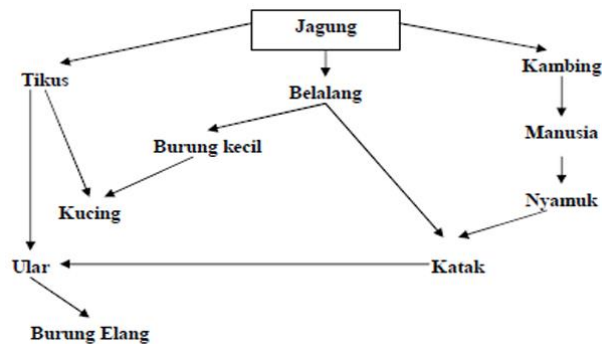 Jagung
Tikus
Kambing
Belalang
Manusia
Burung kecil
Nyamuk
Kucing
Ular
Katak
Burung Elang